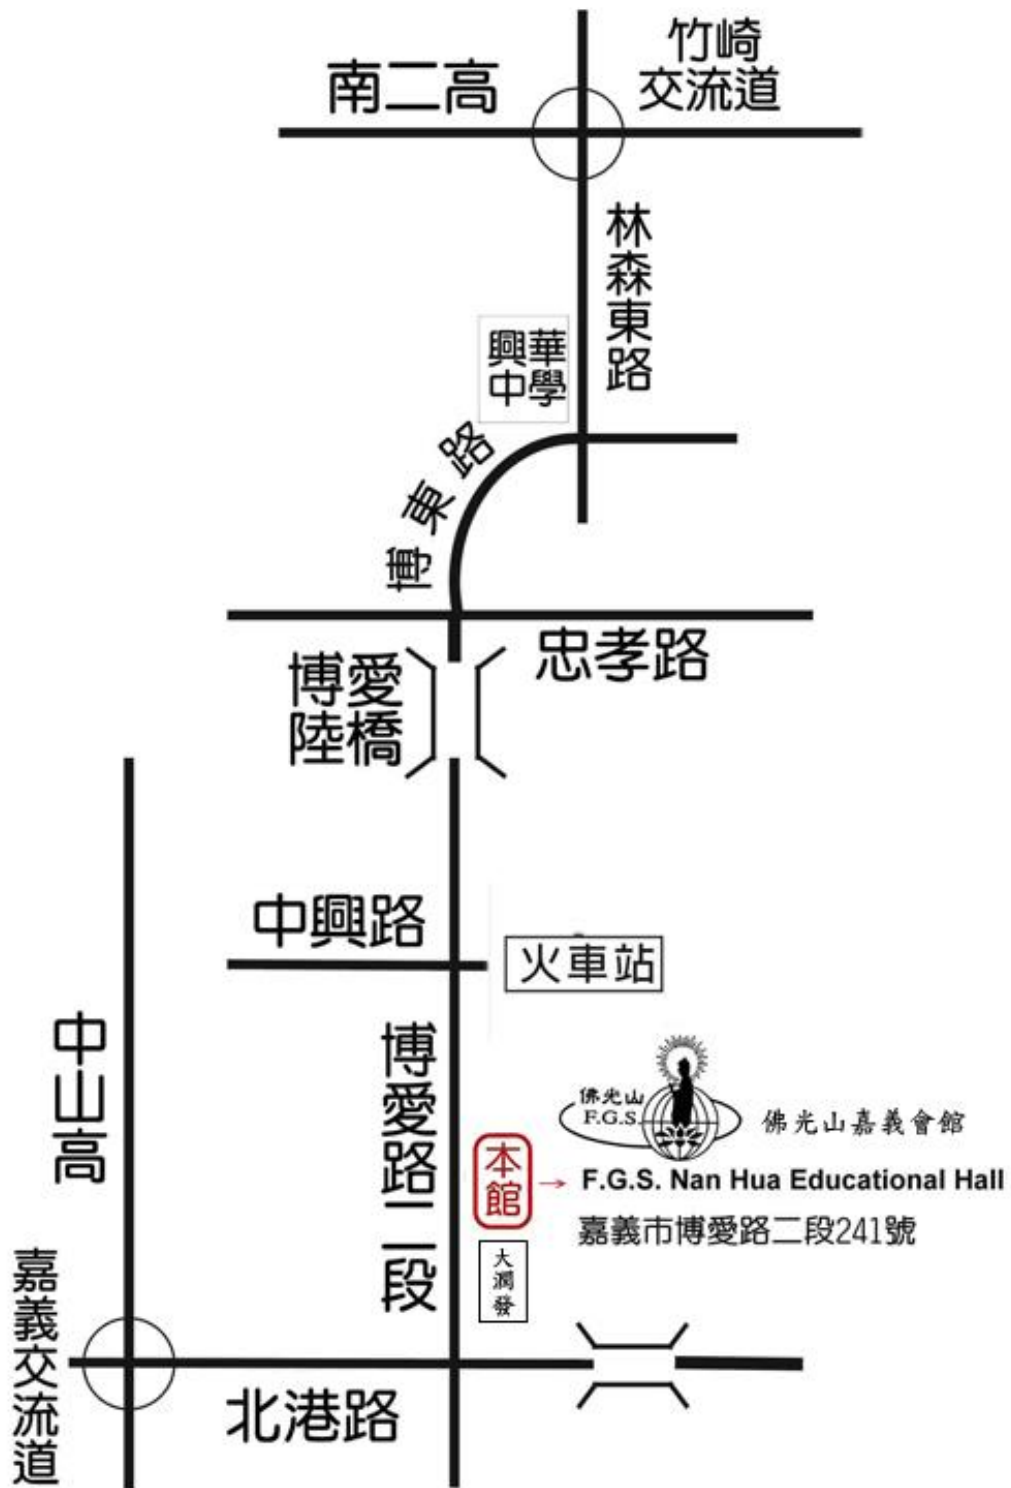 南二高
竹崎
交流道
林森東路
興華
中學
博東路
忠孝路
博愛
陸橋
中興路
火車站
中山高
博愛路二段
佛光山
F.G.S.
佛光山嘉義會館
本館
→ F.G.S. Nan Hua Educational Hall
嘉義市博愛路二段241號
大潤發
嘉義交流道
北港路